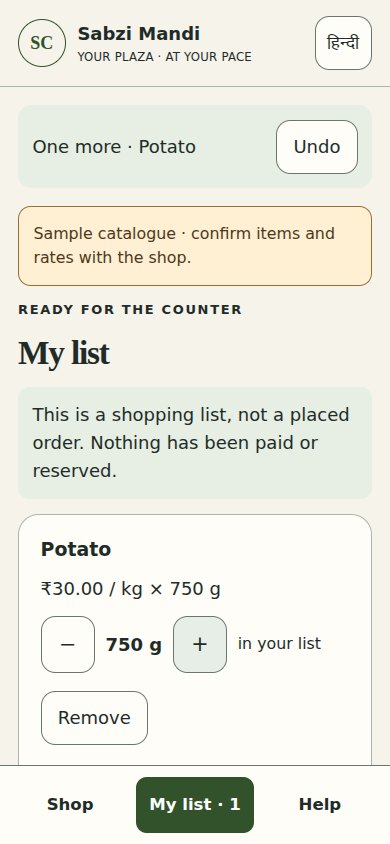 SC
Sabzi Mandi
YOUR PLAZA · AT YOUR PACE
हिन्दी
One more · Potato
Undo
Sample catalogue · confirm items and
rates with the shop.
READY FOR THE COUNTER
My list
This is a shopping list, not a placed
order. Nothing has been paid or
reserved.
Potato
₹30.00 / kg × 750 g
− 750 g + in your list
Remove
Shop
My list · 1
Help